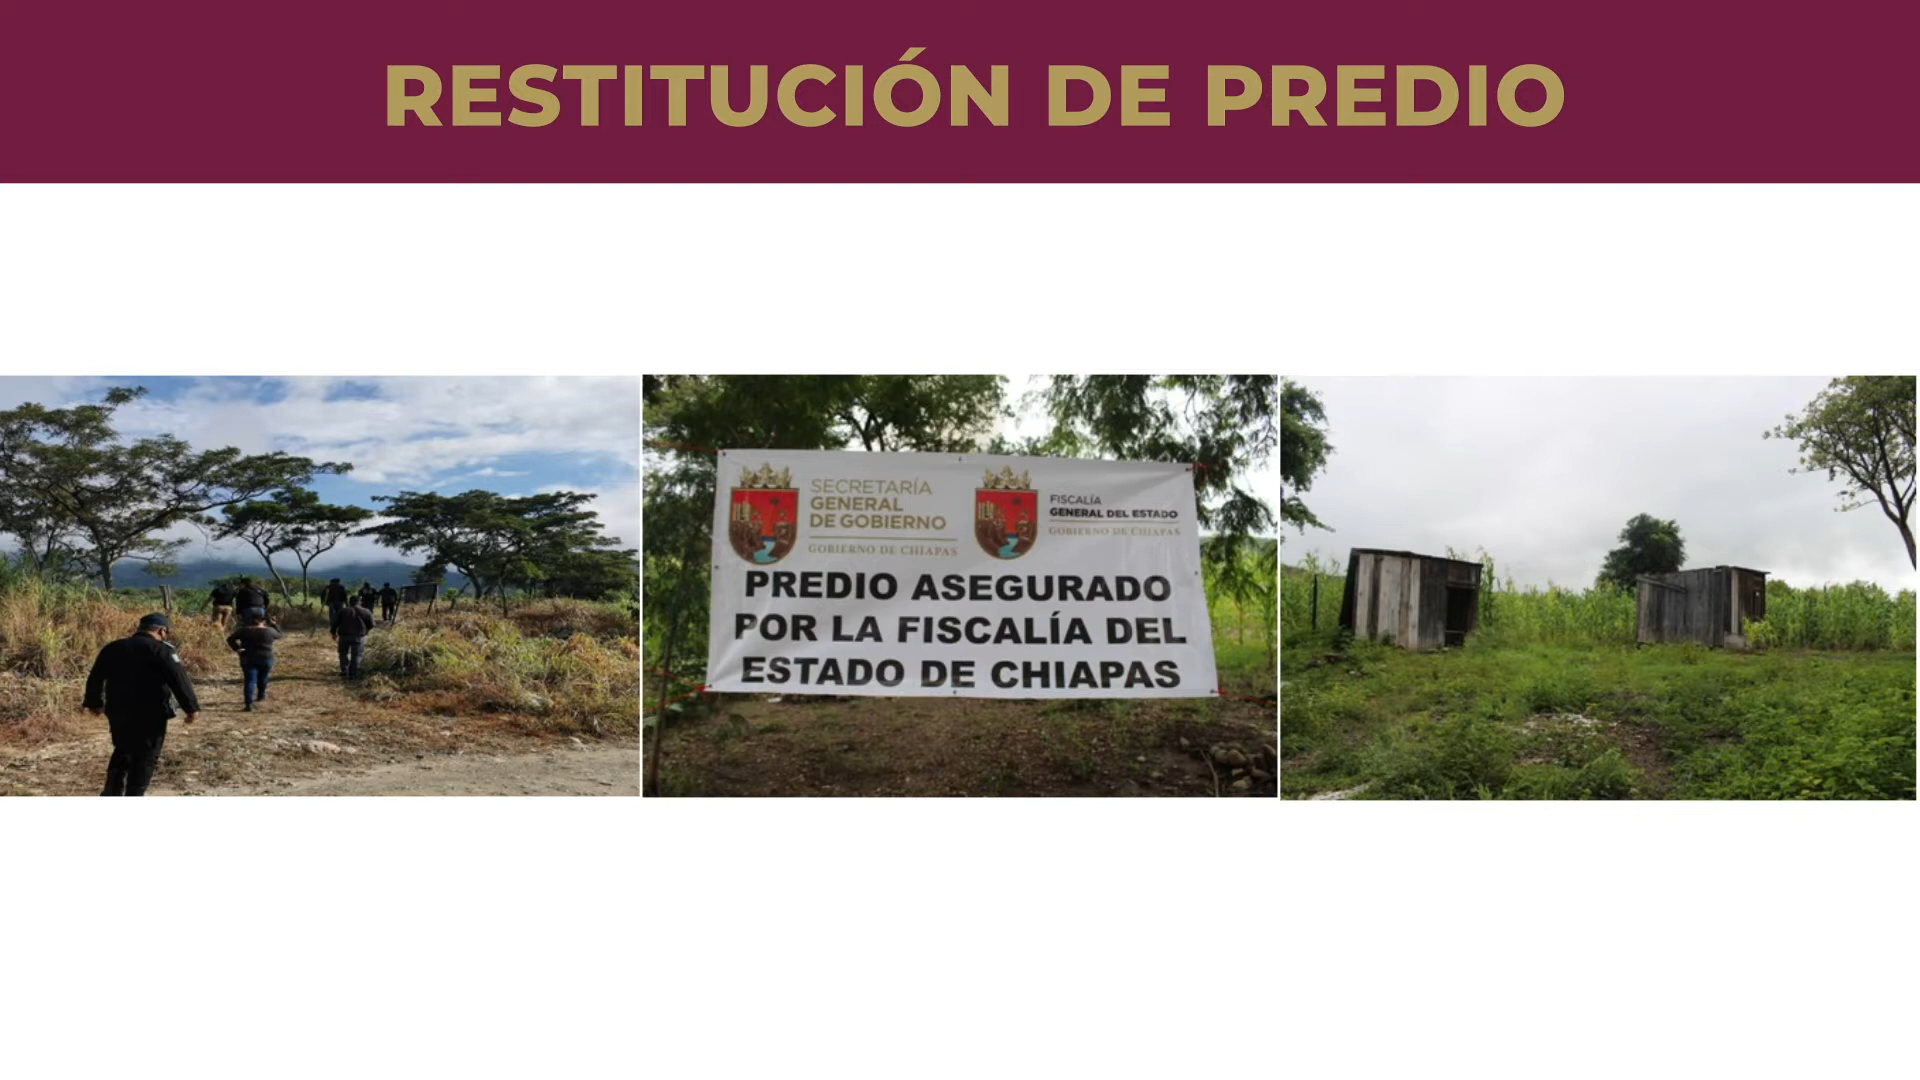 RESTITUCIÓN DE PREDIO
SECRETARÍA
GENERAL
DE GOBIERNO
GOBIERNO DE CHIAPAS
FISCALÍA
GENERAL DEL ESTADO
GOBIERNO DE CHIAPAS
PREDIO ASEGURADO
POR LA FISCALÍA DEL
ESTADO DE CHIAPAS